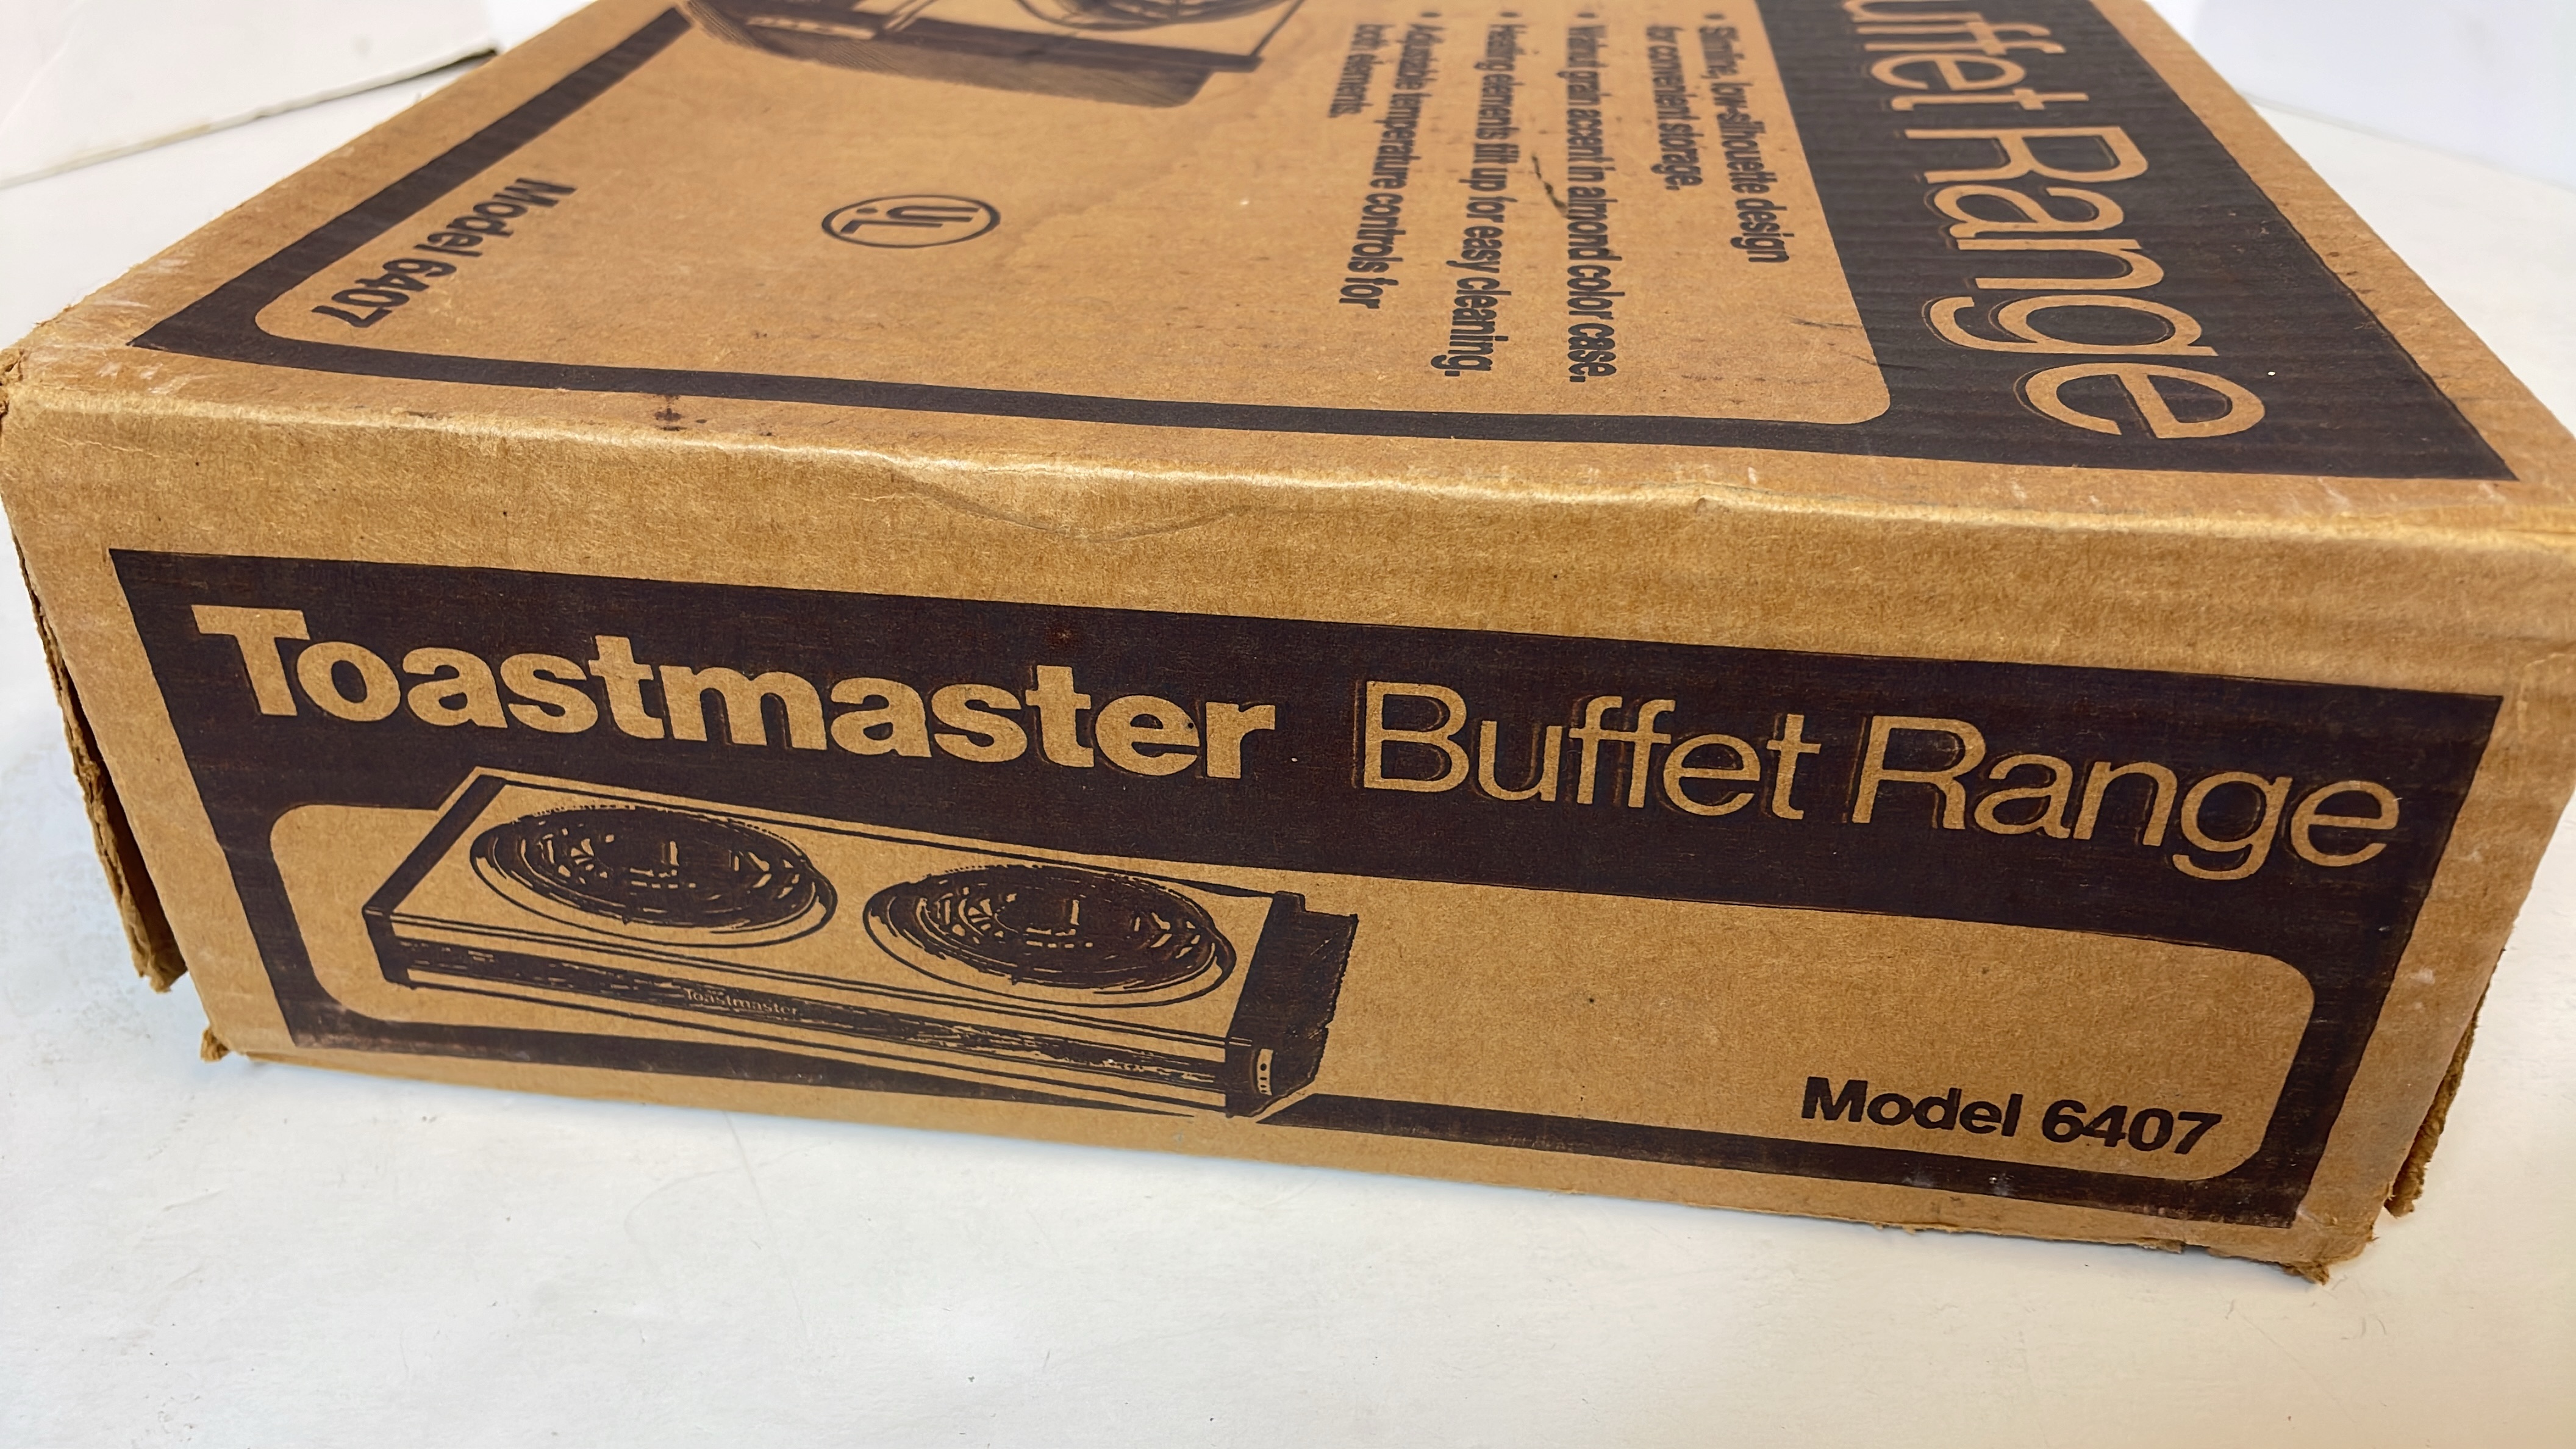 uffet Range
• Slimline, low-silhouette design
for convenient storage.
• Walnut grain accent in almond color case.
• Heating elements tilt up for easy cleaning.
• Adjustable temperature controls for
both elements.
UL
Model 6407
Toastmaster Buffet Range
Toastmaster
Model 6407